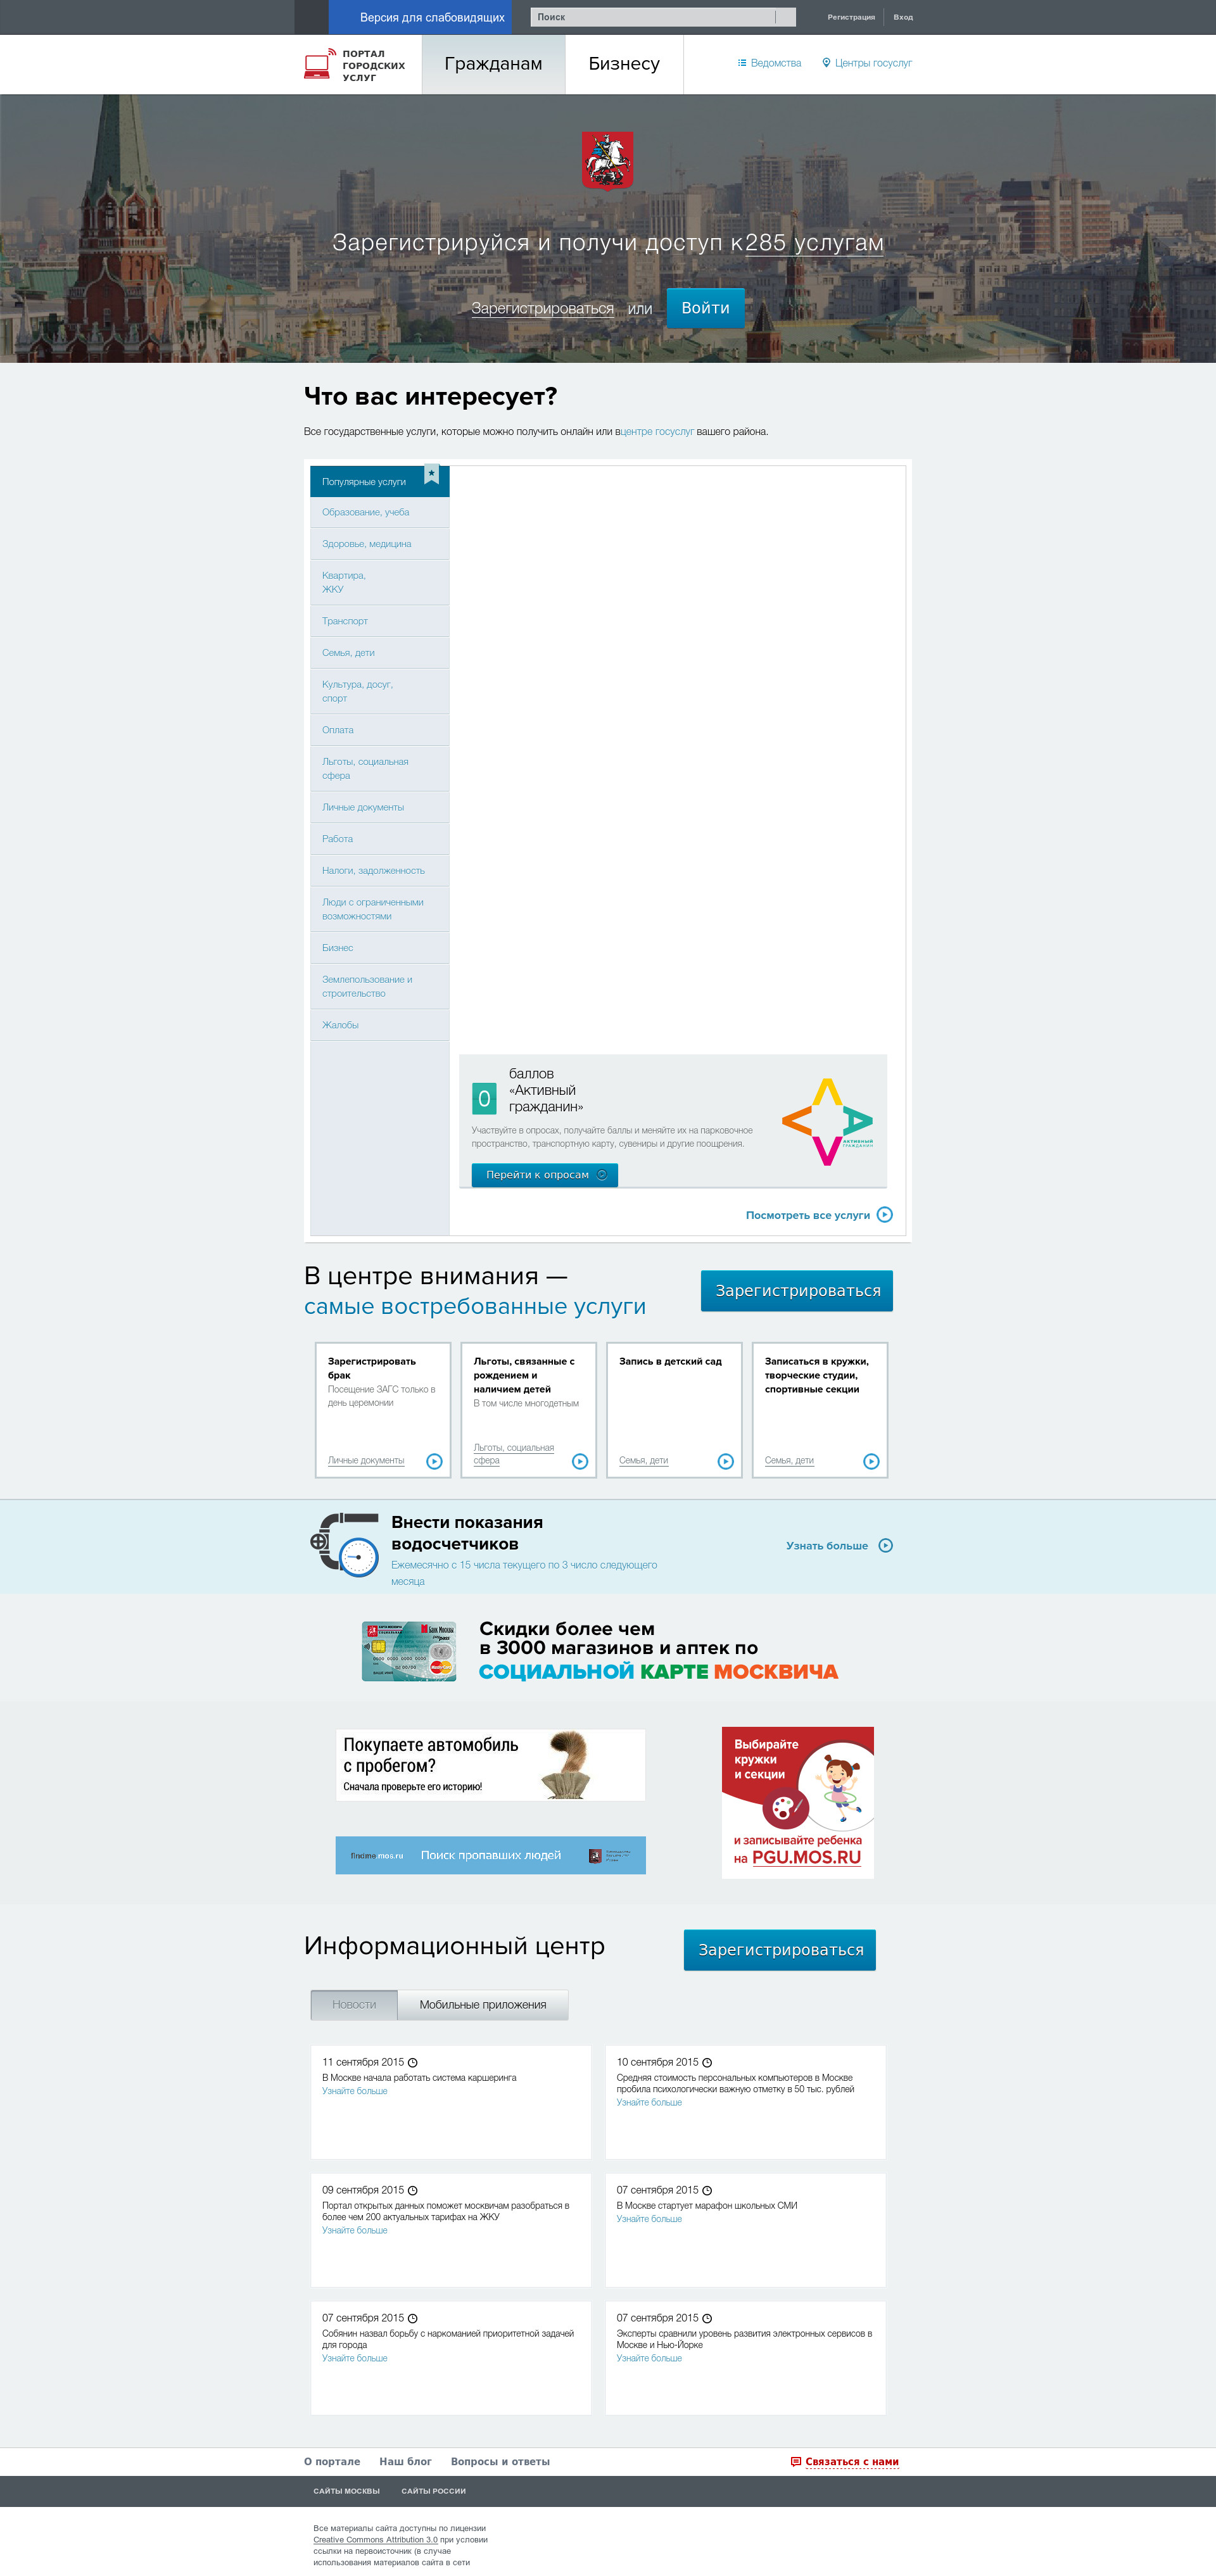 Версия для слабовидящих
Поиск
Регистрация
Вход
ПОРТАЛ
ГОРОДСКИХ
УСЛУГ
Гражданам
Бизнесу
Ведомства
Центры госуслуг
Зарегистрируйся и получи доступ к285 услугам
Зарегистрироваться или Войти
Что вас интересует?
Все государственные услуги, которые можно получить онлайн или вцентре госуслуг вашего района.
Популярные услуги
Образование, учеба
Здоровье, медицина
Квартира,
ЖКУ
Транспорт
Семья, дети
Культура, досуг,
спорт
Оплата
Льготы, социальная
сфера
Личные документы
Работа
Налоги, задолженность
Люди с ограниченными
возможностями
Бизнес
Землепользование и
строительство
Жалобы
0
баллов
«Активный
гражданин»
Участвуйте в опросах, получайте баллы и меняйте их на парковочное
пространство, транспортную карту, сувениры и другие поощрения.
АКТИВНЫЙ
ГРАЖДАНИН
Перейти к опросам
Посмотреть все услуги
В центре внимания —
самые востребованные услуги
Зарегистрироваться
Зарегистрировать
брак
Посещение ЗАГС только в
день церемонии
Личные документы
Льготы, связанные с
рождением и
наличием детей
В том числе многодетным
Льготы, социальная
сфера
Запись в детский сад
Семья, дети
Записаться в кружки,
творческие студии,
спортивные секции
Семья, дети
Внести показания
водосчетчиков
Ежемесячно с 15 числа текущего по 3 число следующего
месяца
Узнать больше
Скидки более чем
в 3000 магазинов и аптек по
СОЦИАЛЬНОЙ КАРТЕ МОСКВИЧА
Покупаете автомобиль
с пробегом?
Сначала проверьте его историю!
findme.mos.ru
Поиск пропавших людей
Выбирайте
кружки
и секции
и записывайте ребенка
на PGU.MOS.RU
Информационный центр
Зарегистрироваться
Новости
Мобильные приложения
11 сентября 2015
В Москве начала работать система каршеринга
Узнайте больше
10 сентября 2015
Средняя стоимость персональных компьютеров в Москве
пробила психологически важную отметку в 50 тыс. рублей
Узнайте больше
09 сентября 2015
Портал открытых данных поможет москвичам разобраться в
более чем 200 актуальных тарифах на ЖКУ
Узнайте больше
07 сентября 2015
В Москве стартует марафон школьных СМИ
Узнайте больше
07 сентября 2015
Собянин назвал борьбу с наркоманией приоритетной задачей
для города
Узнайте больше
07 сентября 2015
Эксперты сравнили уровень развития электронных сервисов в
Москве и Нью-Йорке
Узнайте больше
О портале
Наш блог
Вопросы и ответы
Связаться с нами
САЙТЫ МОСКВЫ
САЙТЫ РОССИИ
Все материалы сайта доступны по лицензии
Creative Commons Attribution 3.0 при условии
ссылки на первоисточник (в случае
использования материалов сайта в сети